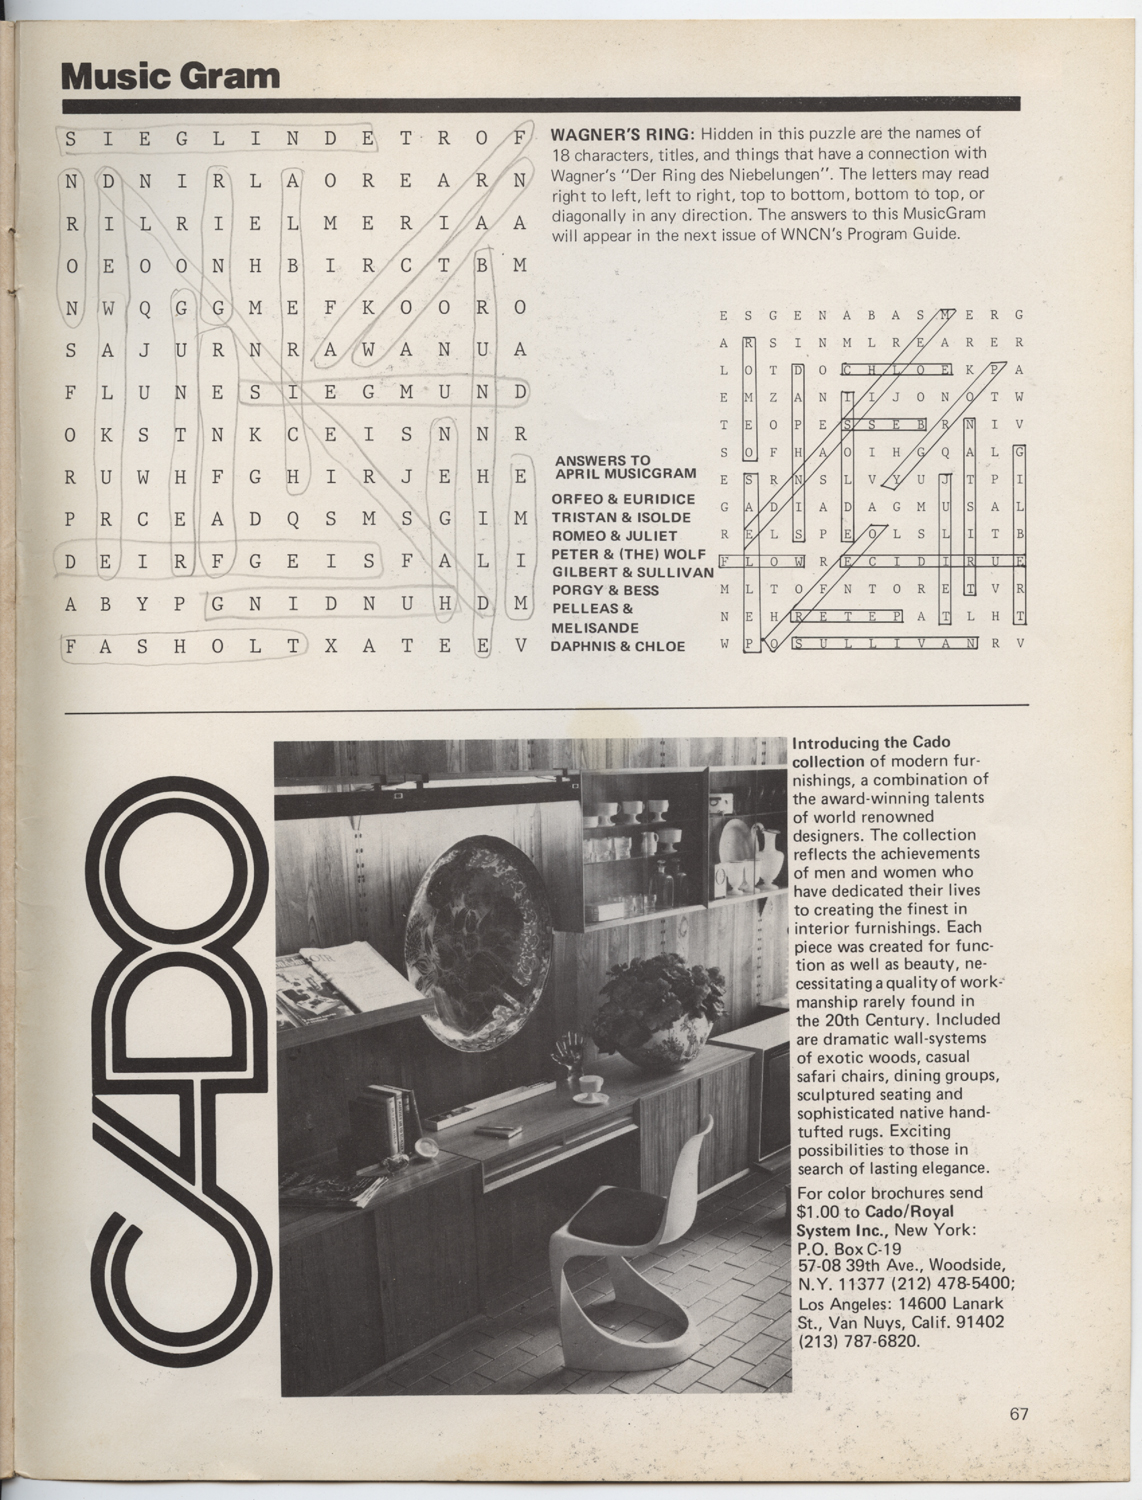 Music Gram
S I E G L I N D E T R O F
N D N I R L A O R E A R N
R I L R I E L M E R I A A
O E O O N H B I R C T B M
N W Q G G M E F K O O R O
S A J U R N R A W A N U A
F L U N E S I E G M U N D
O K S T N K C E I S N N R
R U W H F G H I R J E H E
P R C E A D Q S M S G I M
D E I R F G E I S F A L I
A B Y P G N I D N U H D M
F A S H O L T X A T E E V
WAGNER'S RING: Hidden in this puzzle are the names of
18 characters, titles, and things that have a connection with
Wagner's "Der Ring des Niebelungen". The letters may read
right to left, left to right, top to bottom, bottom to top, or
diagonally in any direction. The answers to this MusicGram
will appear in the next issue of WNCN's Program Guide.
ANSWERS TO
APRIL MUSICGRAM
ORFEO & EURIDICE
TRISTAN & ISOLDE
ROMEO & JULIET
PETER & (THE) WOLF
GILBERT & SULLIVAN
PORGY & BESS
PELLEAS &
MELISANDE
DAPHNIS & CHLOE
E S G E N A B A S M E R G
A R S I N M L R E A R E R
L O T D O C H L O E K P A
E M Z A N I I J O N O T W
T E O P E S S E B R N I V
S O F H A O I H G Q A L G
E S R N S L V Y U J T P I
G A D I A D A G M U S A L
R E L S P E O L S L I T B
F L O W R E C I D I R U E
M L T O F N T O R E T V R
N E H R E T E P A T L H T
W P O S U L L I V A N R V
CADO
Introducing the Cado
collection of modern fur-
nishings, a combination of
the award-winning talents
of world renowned
designers. The collection
reflects the achievements
of men and women who
have dedicated their lives
to creating the finest in
interior furnishings. Each
piece was created for func-
tion as well as beauty, ne-
cessitating a quality of work-
manship rarely found in
the 20th Century. Included
are dramatic wall-systems
of exotic woods, casual
safari chairs, dining groups,
sculptured seating and
sophisticated native hand-
tufted rugs. Exciting
possibilities to those in
search of lasting elegance.
For color brochures send
$1.00 to Cado/Royal
System Inc., New York:
P.O. Box C-19
57-08 39th Ave., Woodside,
N.Y. 11377 (212) 478-5400;
Los Angeles: 14600 Lanark
St., Van Nuys, Calif. 91402
(213) 787-6820.
67